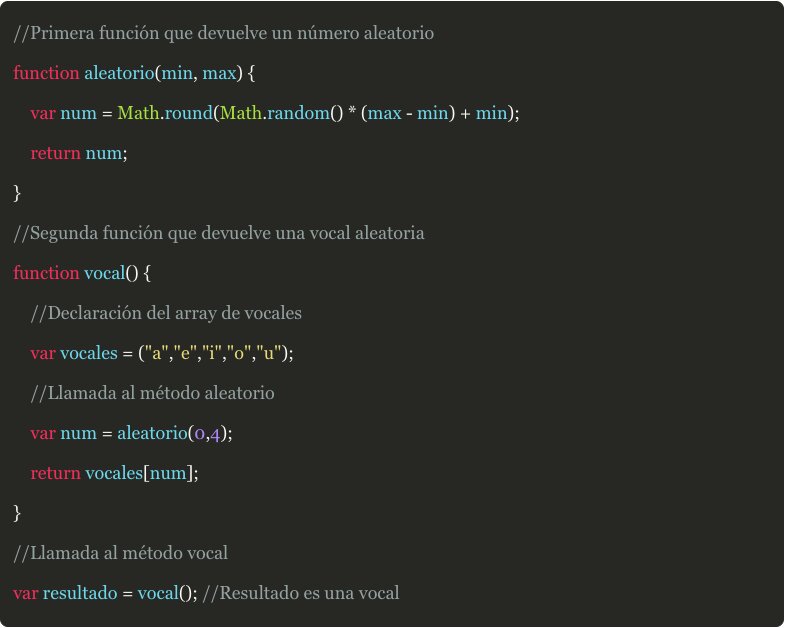 //Primera función que devuelve un número aleatorio
function aleatorio(min, max) {
var num = Math.round(Math.random() * (max - min) + min);
return num;
}
//Segunda función que devuelve una vocal aleatoria
function vocal() {
//Declaración del array de vocales
var vocales = ("a","e","i","o","u");
//Llamada al método aleatorio
var num = aleatorio(0,4);
return vocales[num];
}
//Llamada al método vocal
var resultado = vocal(); //Resultado es una vocal